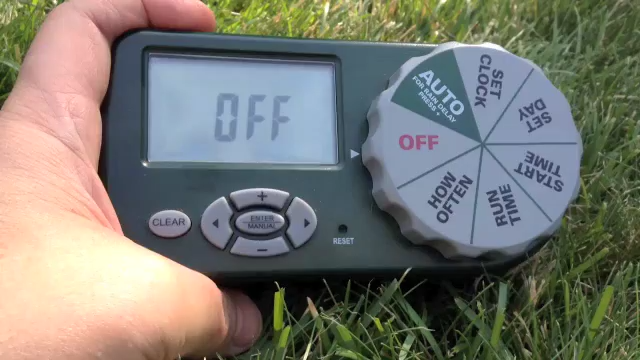 OFF
AUTO
FOR RAIN DELAY
PRESS +
SET
CLOCK
SET
DAY
START
TIME
RUN
TIME
HOW
OFTEN
OFF
CLEAR
+
ENTER
MANUAL
−
RESET